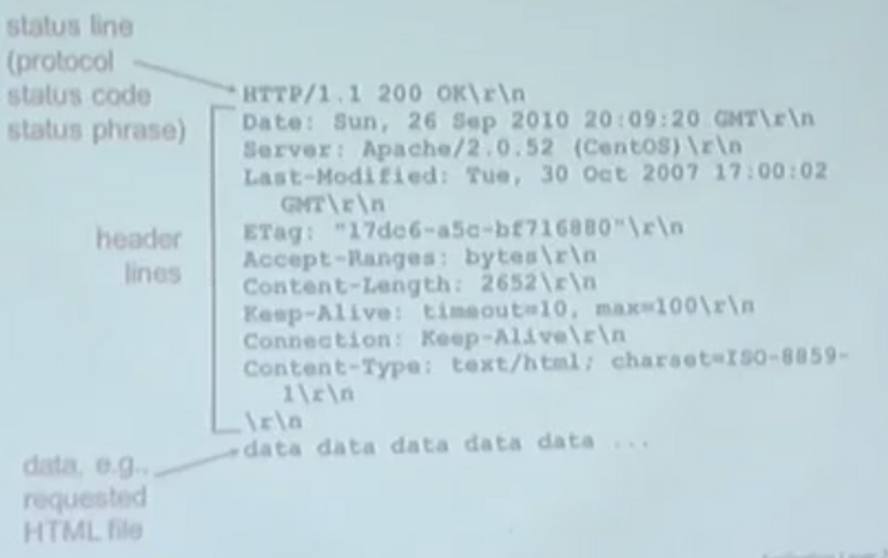 status line
(protocol
status code
status phrase)
HTTP/1.1 200 OK\r\n
Date: Sun, 26 Sep 2010 20:09:20 GMT\r\n
Server: Apache/2.0.52 (CentOS)\r\n
Last-Modified: Tue, 30 Oct 2007 17:00:02
GMT\r\n
ETag: "17dc6-a5c-bf716880"\r\n
Accept-Ranges: bytes\r\n
Content-Length: 2652\r\n
Keep-Alive: timeout=10, max=100\r\n
Connection: Keep-Alive\r\n
Content-Type: text/html; charset=ISO-8859-
1\r\n
\r\n
header
lines
data data data data data ...
data, e.g.,
requested
HTML file